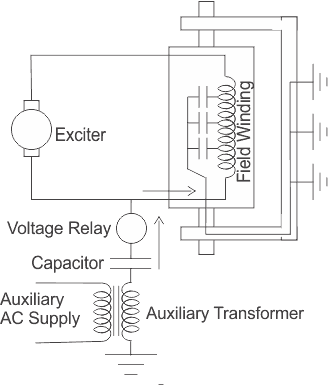 Exciter
Field Winding
Voltage Relay
Capacitor
Auxiliary
AC Supply
Auxiliary Transformer